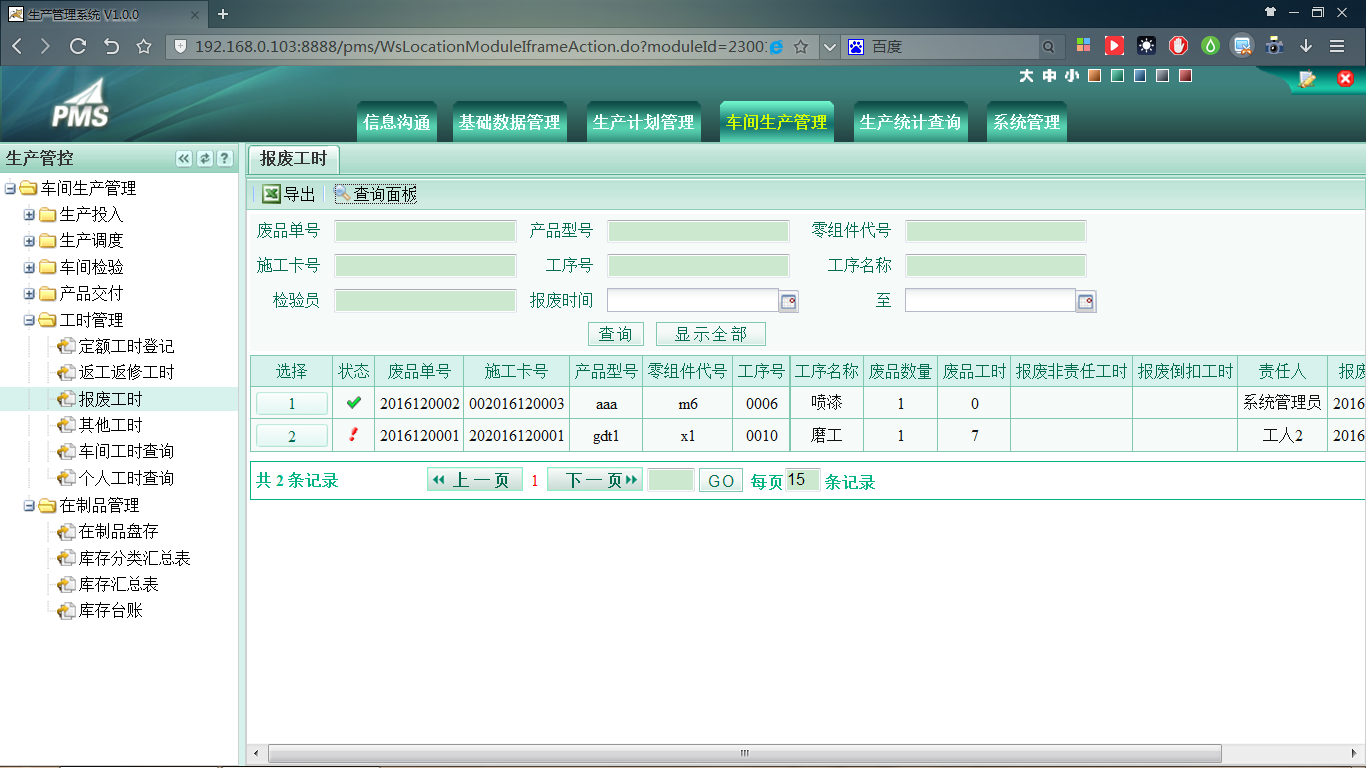 生产管理系统 V1.0.0
192.168.0.103:8888/pms/WsLocationModuleIframeAction.do?moduleId=2300
百度
大 中 小
PMS
信息沟通 基础数据管理 生产计划管理 车间生产管理 生产统计查询 系统管理
生产管控
车间生产管理
生产投入
生产调度
车间检验
产品交付
工时管理
定额工时登记
返工返修工时
报废工时
其他工时
车间工时查询
个人工时查询
在制品管理
在制品盘存
库存分类汇总表
库存汇总表
库存台账
报废工时
导出 查询面板
废品单号 产品型号 零组件代号
施工卡号 工序号 工序名称
检验员 报废时间 至
查询 显示全部
选择 状态 废品单号 施工卡号 产品型号 零组件代号 工序号 工序名称 废品数量 废品工时 报废非责任工时 报废倒扣工时 责任人 报废
1 2016120002 002016120003 aaa m6 0006 喷漆 1 0 系统管理员 2016
2 2016120001 202016120001 gdt1 x1 0010 磨工 1 7 工人2 2016
共 2 条记录 上一页 1 下一页 GO 每页 15 条记录